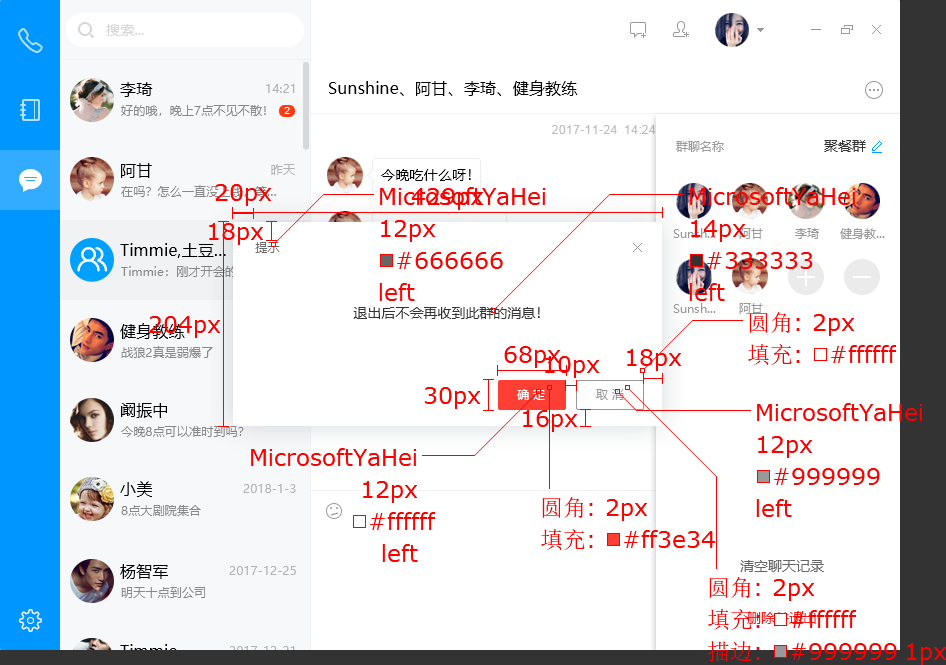 搜索...
李琦
14:21
好的哦，晚上7点不见不散！
2
阿甘
昨天
在吗？怎么一直没上
Timmie,土豆...
Timmie：刚才开会的
健身教练
战狼2真是弱爆了
阚振中
今晚8点可以准时到吗？
小美
2018-1-3
8点大剧院集合
杨智军
2017-12-25
明天十点到公司
Timmie
2017-12-21
Sunshine、阿甘、李琦、健身教练
2017-11-24 14:24
今晚吃什么呀！
群聊名称
聚餐群
Sunsh...
阿甘
李琦
健身教...
Sunsh...
阿甘
清空聊天记录
删除并退出
提示
退出后不会再收到此群的消息！
确 定
取 消
20px
429px
18px
204px
MicrosoftYaHei
12px
#666666
left
MicrosoftYaHei
14px
#333333
left
圆角：2px
填充：#ffffff
68px
10px
18px
30px
16px
MicrosoftYaHei
12px
#ffffff
left
圆角：2px
填充：#ff3e34
MicrosoftYaHei
12px
#999999
left
圆角：2px
填充：#ffffff
描边：#999999 1px